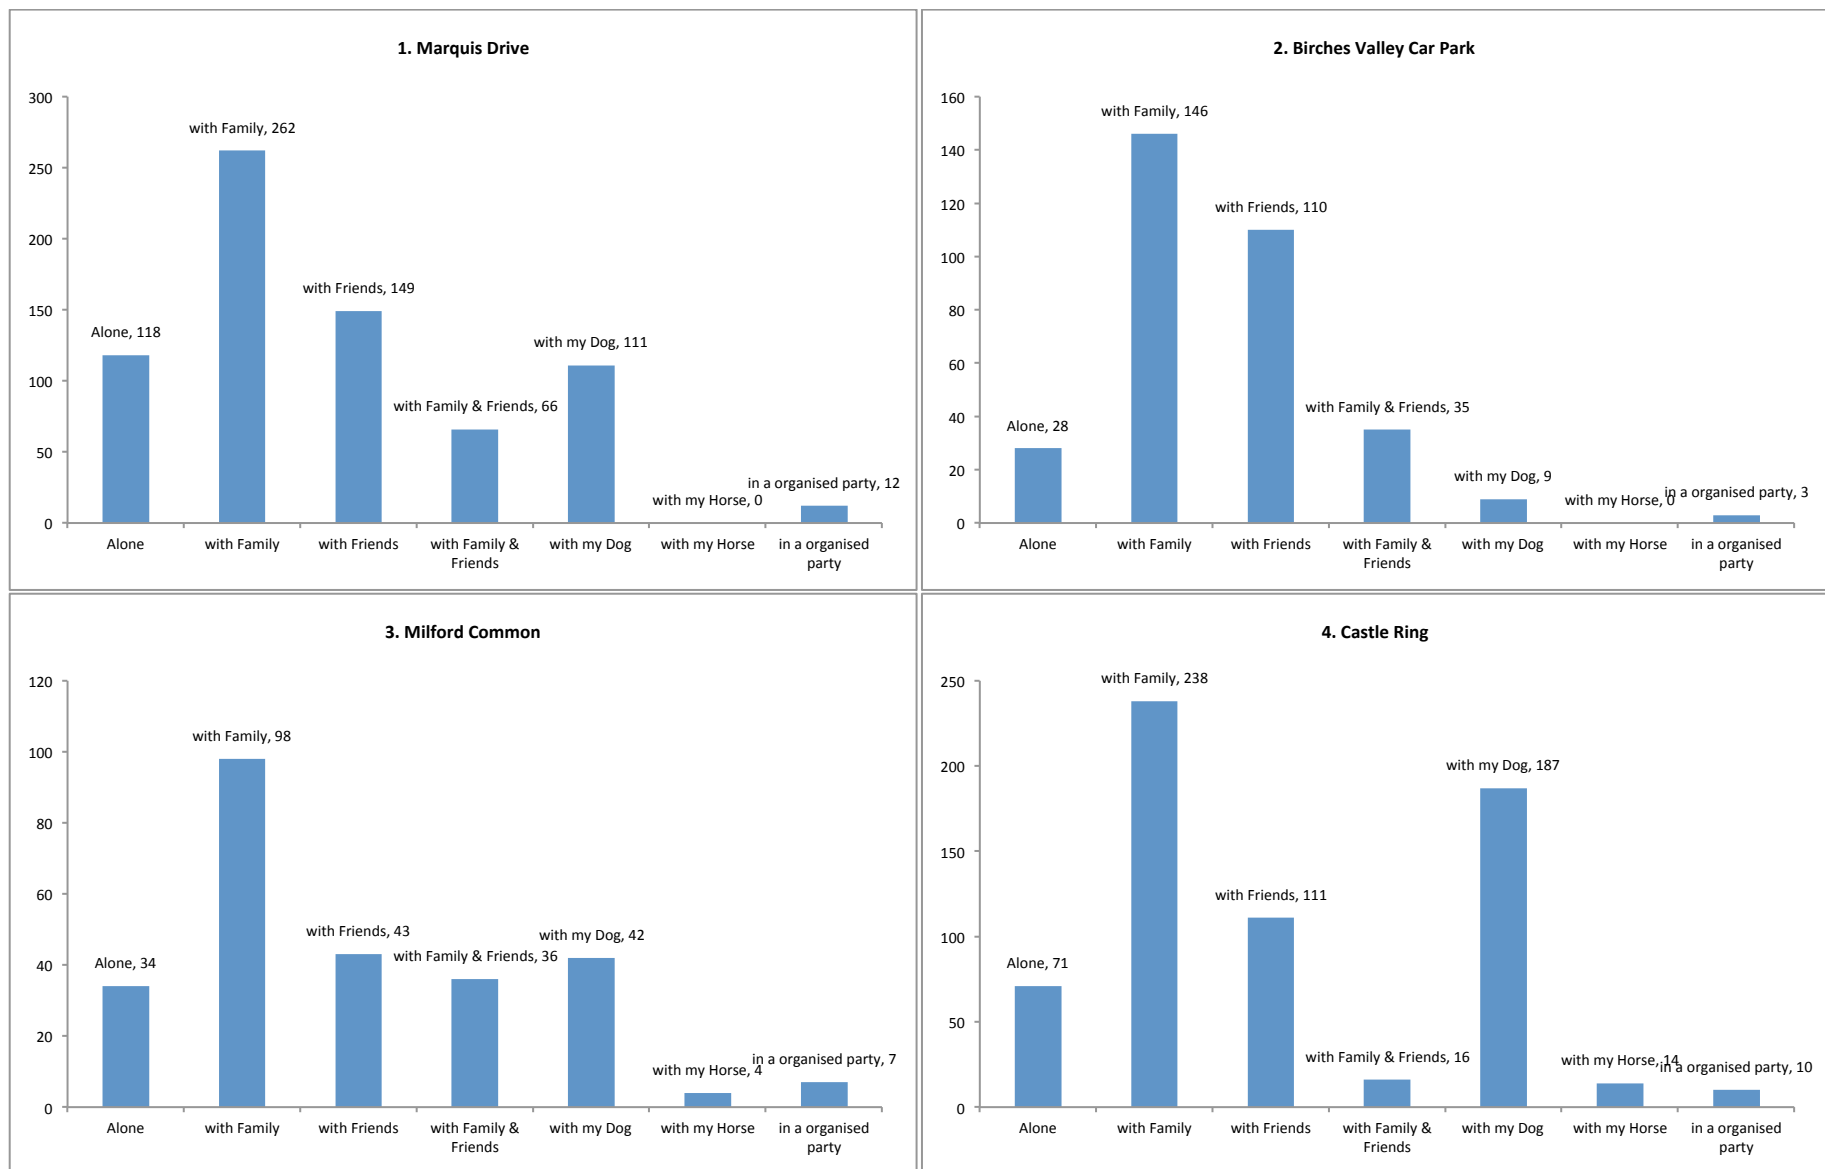 1. Marquis Drive
300
250
200
150
100
50
0
Alone, 118
with Family, 262
with Friends, 149
with Family & Friends, 66
with my Dog, 111
with my Horse, 0
in a organised party, 12
Alone
with Family
with Friends
with Family &
Friends
with my Dog
with my Horse
in a organised
party
2. Birches Valley Car Park
160
140
120
100
80
60
40
20
0
Alone, 28
with Family, 146
with Friends, 110
with Family & Friends, 35
with my Dog, 9
with my Horse, 0
in a organised party, 3
Alone
with Family
with Friends
with Family &
Friends
with my Dog
with my Horse
in a organised
party
3. Milford Common
120
100
80
60
40
20
0
Alone, 34
with Family, 98
with Friends, 43
with Family & Friends, 36
with my Dog, 42
with my Horse, 4
in a organised party, 7
Alone
with Family
with Friends
with Family &
Friends
with my Dog
with my Horse
in a organised
party
4. Castle Ring
250
200
150
100
50
0
Alone, 71
with Family, 238
with Friends, 111
with Family & Friends, 16
with my Dog, 187
with my Horse, 14
in a organised party, 10
Alone
with Family
with Friends
with Family &
Friends
with my Dog
with my Horse
in a organised
party